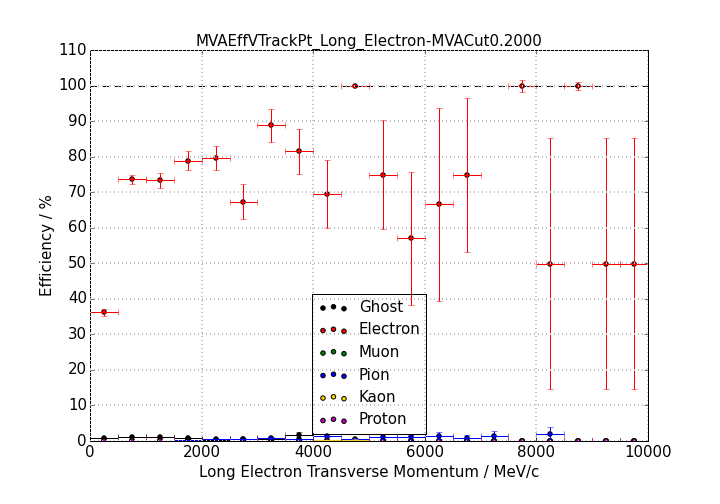 MVAEffVTrackPt_Long_Electron-MVACut0.2000
110
100
90
80
70
60
50
40
30
20
10
0
Efficiency / %
Ghost
Electron
Muon
Pion
Kaon
Proton
0 2000 4000 6000 8000 10000
Long Electron Transverse Momentum / MeV/c